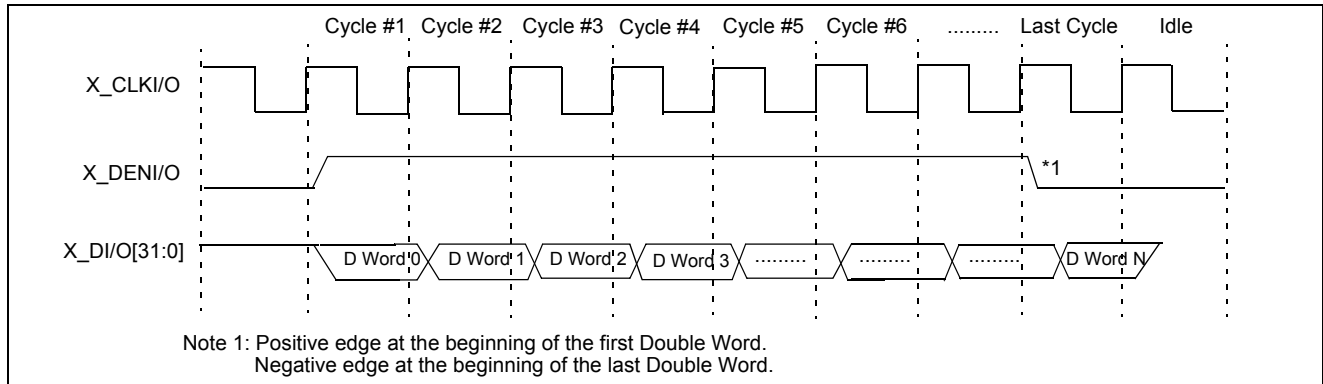 Cycle #1 Cycle #2 Cycle #3 Cycle #4 Cycle #5 Cycle #6 ......... Last Cycle Idle
X_CLKI/O
X_DENI/O *1
X_DI/O[31:0] D Word 0 D Word 1 D Word 2 D Word 3 ......... ......... ......... D Word N
Note 1: Positive edge at the beginning of the first Double Word.
Negative edge at the beginning of the last Double Word.